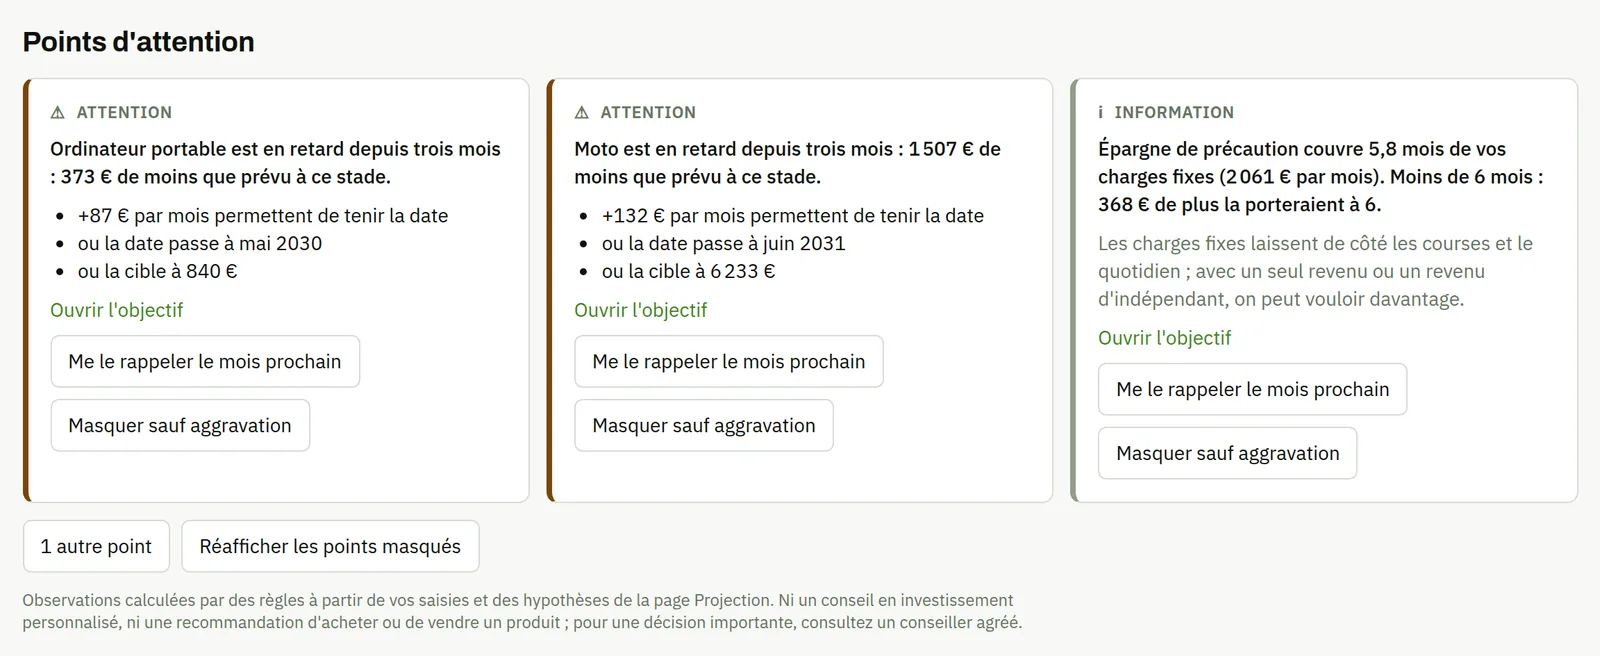 Points d'attention
⚠ ATTENTION
Ordinateur portable est en retard depuis trois mois
: 373 € de moins que prévu à ce stade.
• +87 € par mois permettent de tenir la date
• ou la date passe à mai 2030
• ou la cible à 840 €
Ouvrir l'objectif
Me le rappeler le mois prochain
Masquer sauf aggravation
⚠ ATTENTION
Moto est en retard depuis trois mois : 1 507 € de
moins que prévu à ce stade.
• +132 € par mois permettent de tenir la date
• ou la date passe à juin 2031
• ou la cible à 6 233 €
Ouvrir l'objectif
Me le rappeler le mois prochain
Masquer sauf aggravation
i INFORMATION
Épargne de précaution couvre 5,8 mois de vos
charges fixes (2 061 € par mois). Moins de 6 mois :
368 € de plus la porteraient à 6.
Les charges fixes laissent de côté les courses et le
quotidien ; avec un seul revenu ou un revenu
d'indépendant, on peut vouloir davantage.
Ouvrir l'objectif
Me le rappeler le mois prochain
Masquer sauf aggravation
1 autre point
Réafficher les points masqués
Observations calculées par des règles à partir de vos saisies et des hypothèses de la page Projection. Ni un conseil en investissement
personnalisé, ni une recommandation d'acheter ou de vendre un produit ; pour une décision importante, consultez un conseiller agréé.